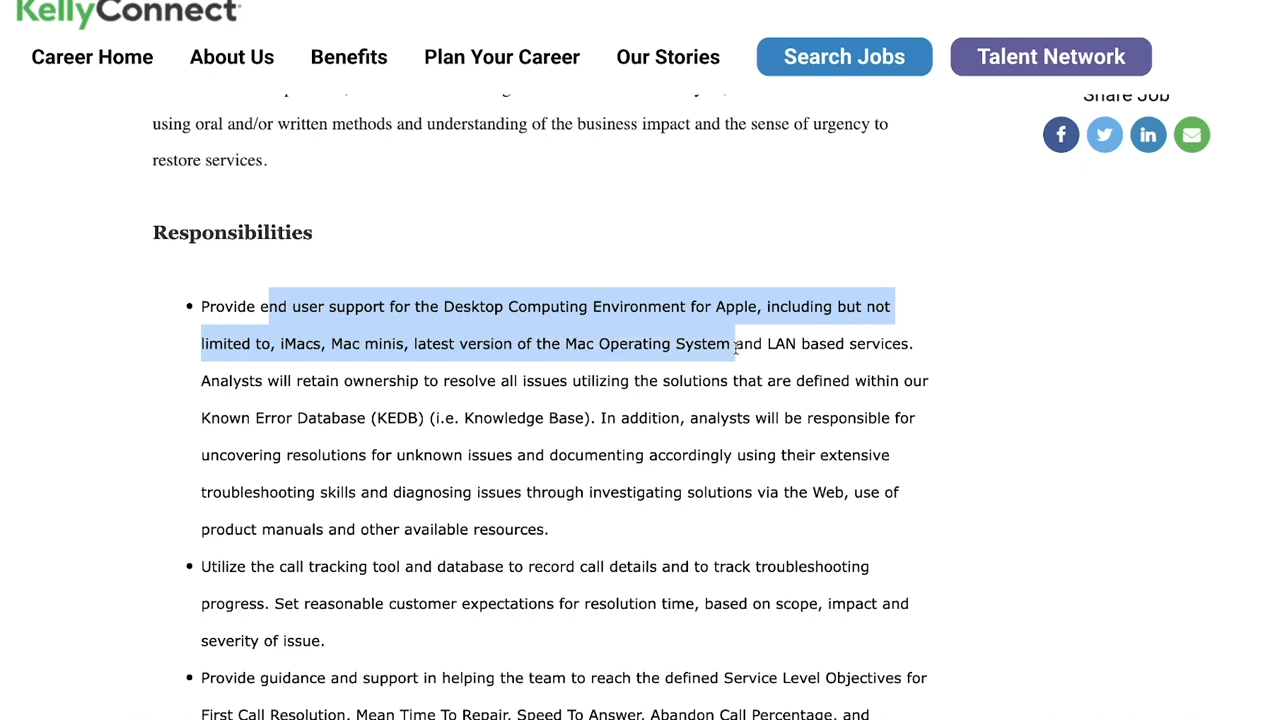 KellyConnect
Career Home About Us Benefits Plan Your Career Our Stories Search Jobs Talent Network
Share Job
using oral and/or written methods and understanding of the business impact and the sense of urgency to
restore services.
Responsibilities
• Provide end user support for the Desktop Computing Environment for Apple, including but not
limited to, iMacs, Mac minis, latest version of the Mac Operating System and LAN based services.
Analysts will retain ownership to resolve all issues utilizing the solutions that are defined within our
Known Error Database (KEDB) (i.e. Knowledge Base). In addition, analysts will be responsible for
uncovering resolutions for unknown issues and documenting accordingly using their extensive
troubleshooting skills and diagnosing issues through investigating solutions via the Web, use of
product manuals and other available resources.
• Utilize the call tracking tool and database to record call details and to track troubleshooting
progress. Set reasonable customer expectations for resolution time, based on scope, impact and
severity of issue.
• Provide guidance and support in helping the team to reach the defined Service Level Objectives for
First Call Resolution, Mean Time To Repair, Speed To Answer, Abandon Call Percentage, and